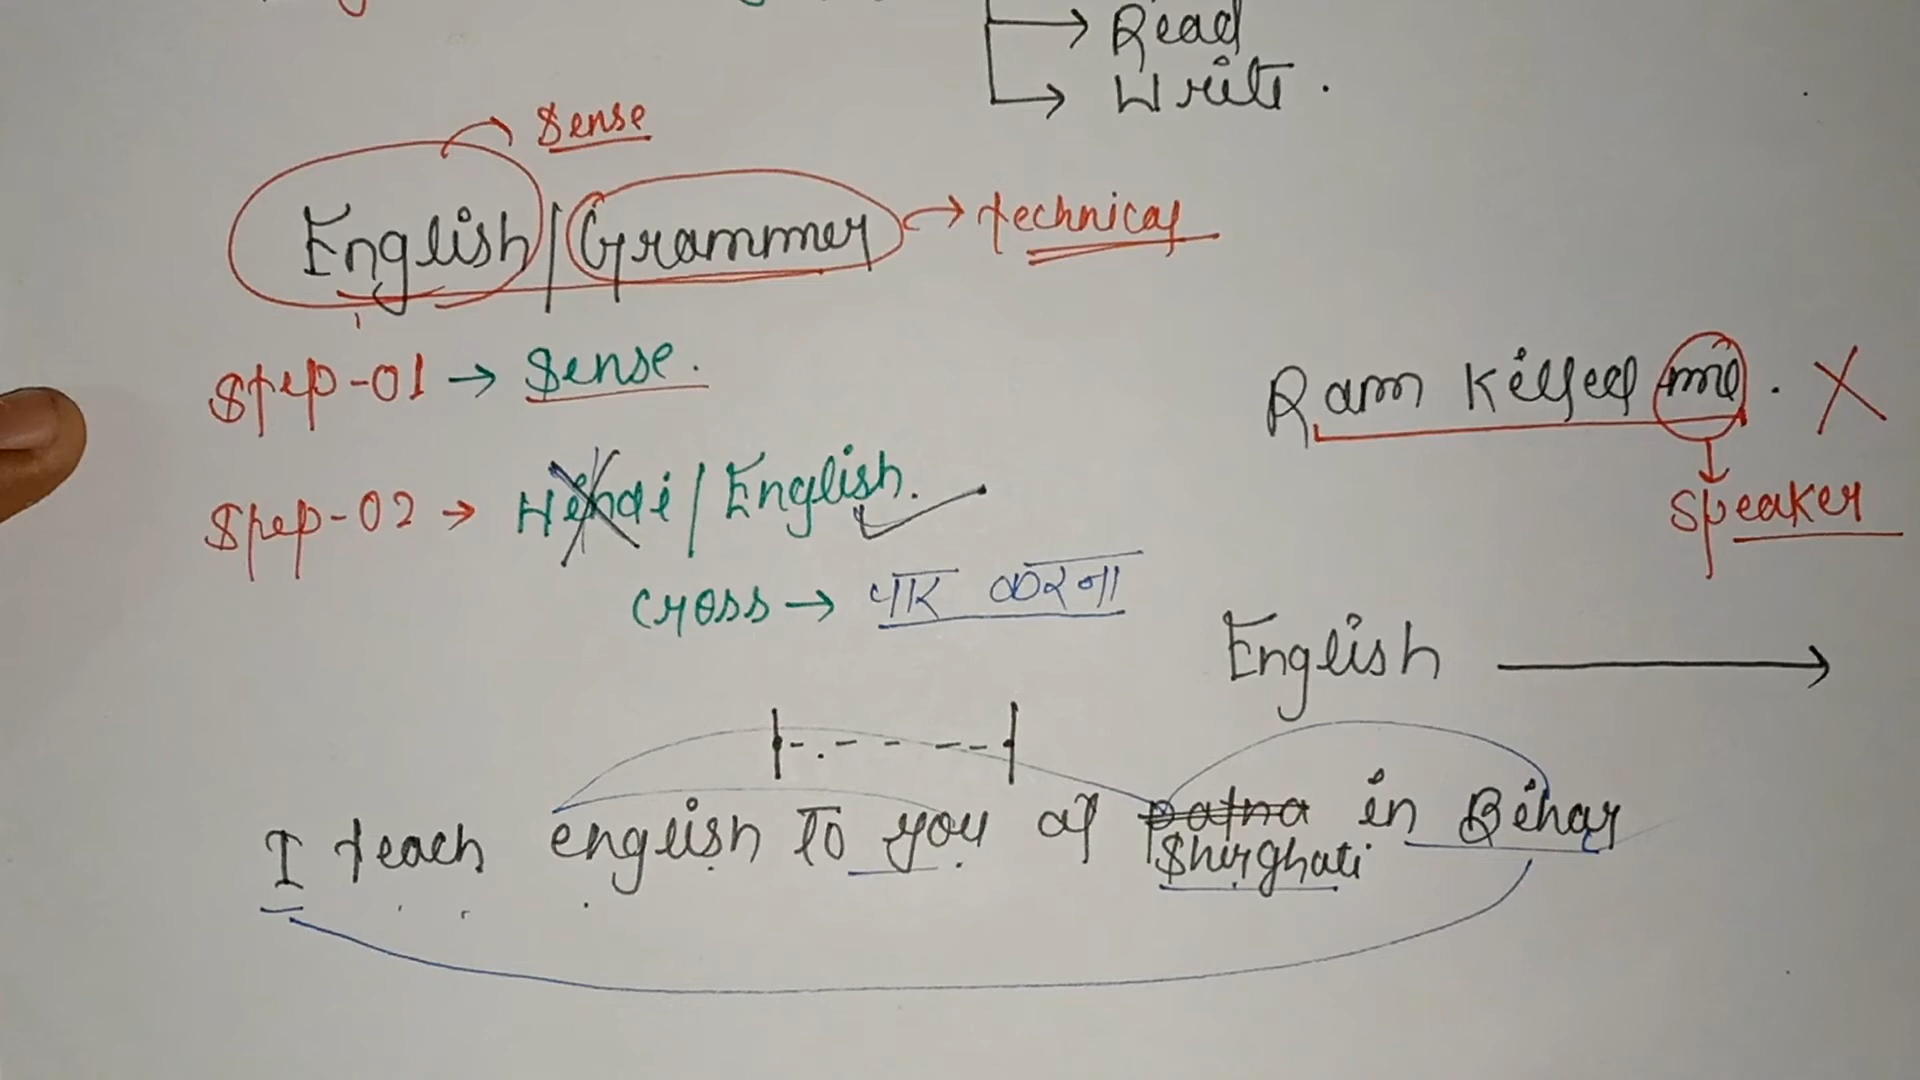 Read
Write.
Sense
English/Grammer → technical
Step-01 → Sense.
Ram Killed me. X
Speaker
Step-02 → Hindi/English.
Cross → पार करना
English →
I teach english to you at patna in Bihar
Shirghati